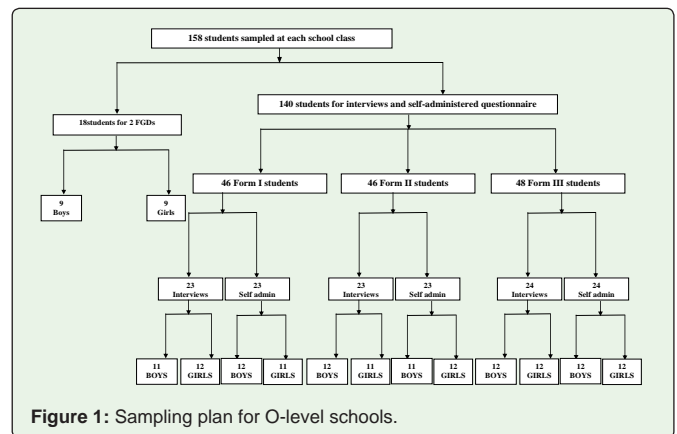 158 students sampled at each school class
140 students for interviews and self-administered questionnaire
18students for 2 FGDs
46 Form I students
46 Form II students
48 Form III students
9
Boys
9
Girls
23
Interviews
23
Self admin
23
Interviews
23
Self admin
24
Interviews
24
Self admin
11
BOYS
12
GIRLS
12
BOYS
11
GIRLS
12
BOYS
11
GIRLS
11
BOYS
12
GIRLS
12
BOYS
12
GIRLS
12
BOYS
12
GIRLS
Figure 1: Sampling plan for O-level schools.